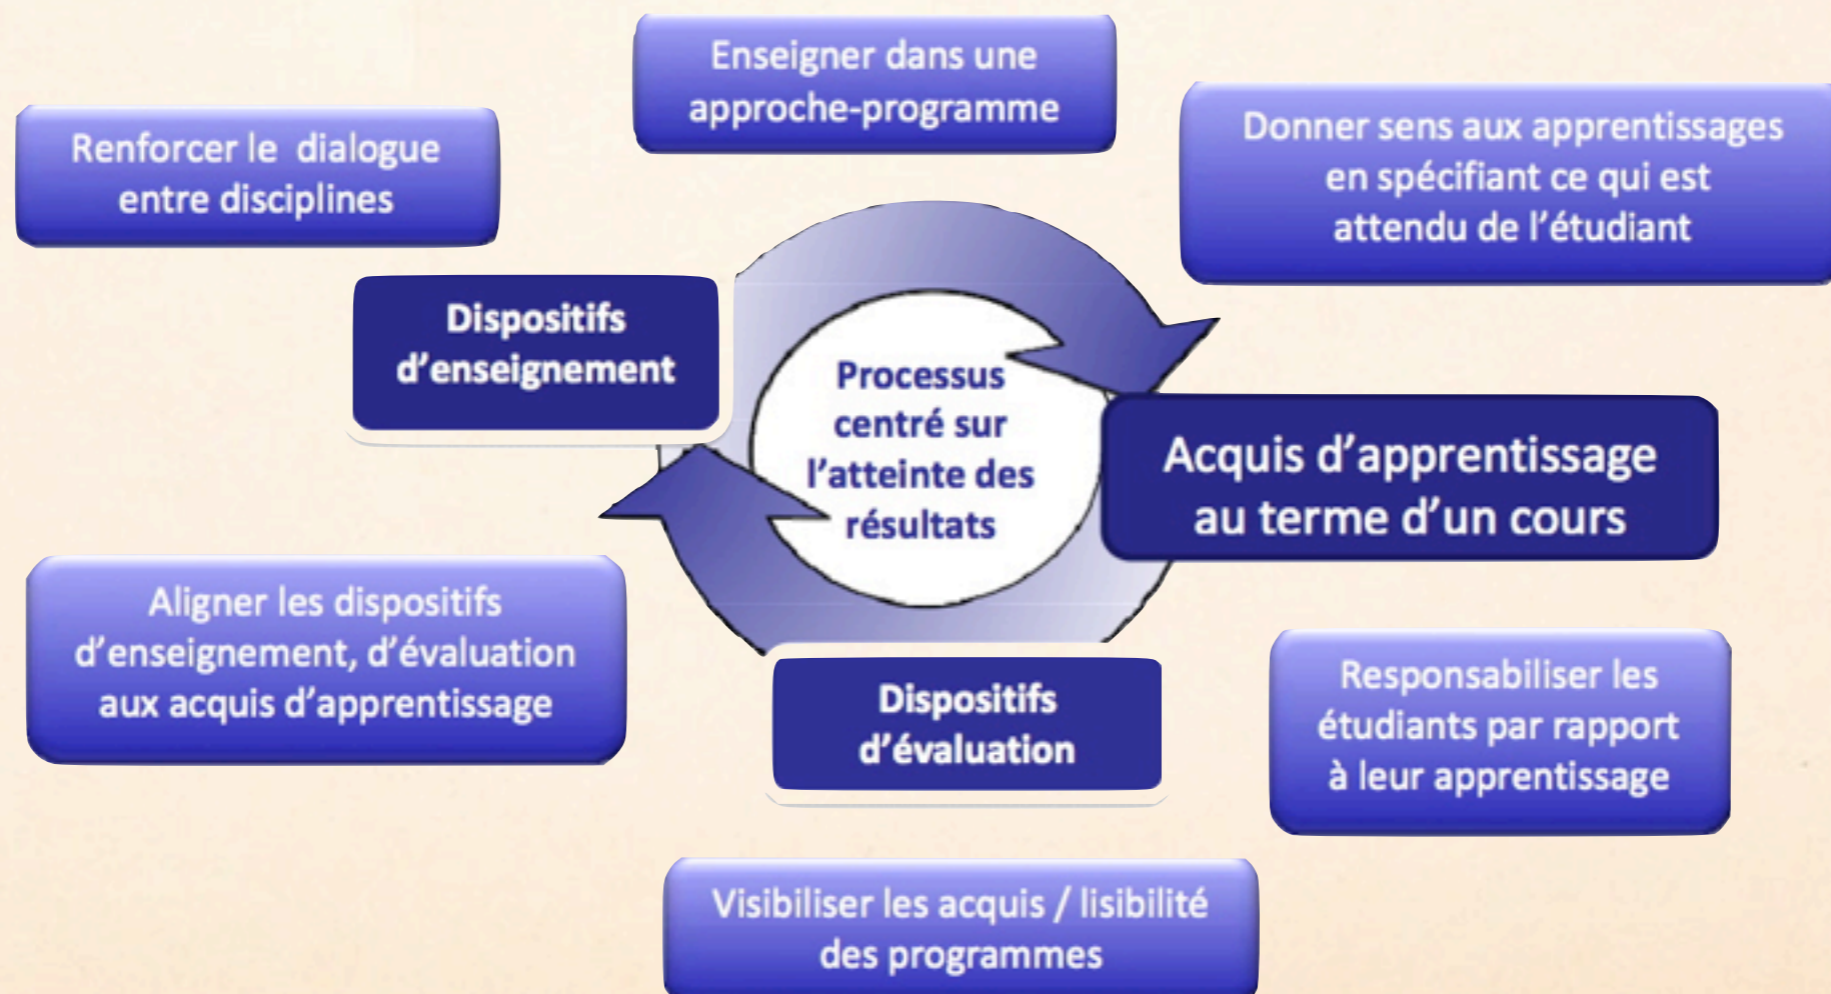 Enseigner dans une
approche-programme
Renforcer le dialogue
entre disciplines
Donner sens aux apprentissages
en spécifiant ce qui est
attendu de l'étudiant
Dispositifs
d'enseignement
Processus
centré sur
l'atteinte des
résultats
Acquis d'apprentissage
au terme d'un cours
Aligner les dispositifs
d'enseignement, d'évaluation
aux acquis d'apprentissage
Dispositifs
d'évaluation
Responsabiliser les
étudiants par rapport
à leur apprentissage
Visibiliser les acquis / lisibilité
des programmes